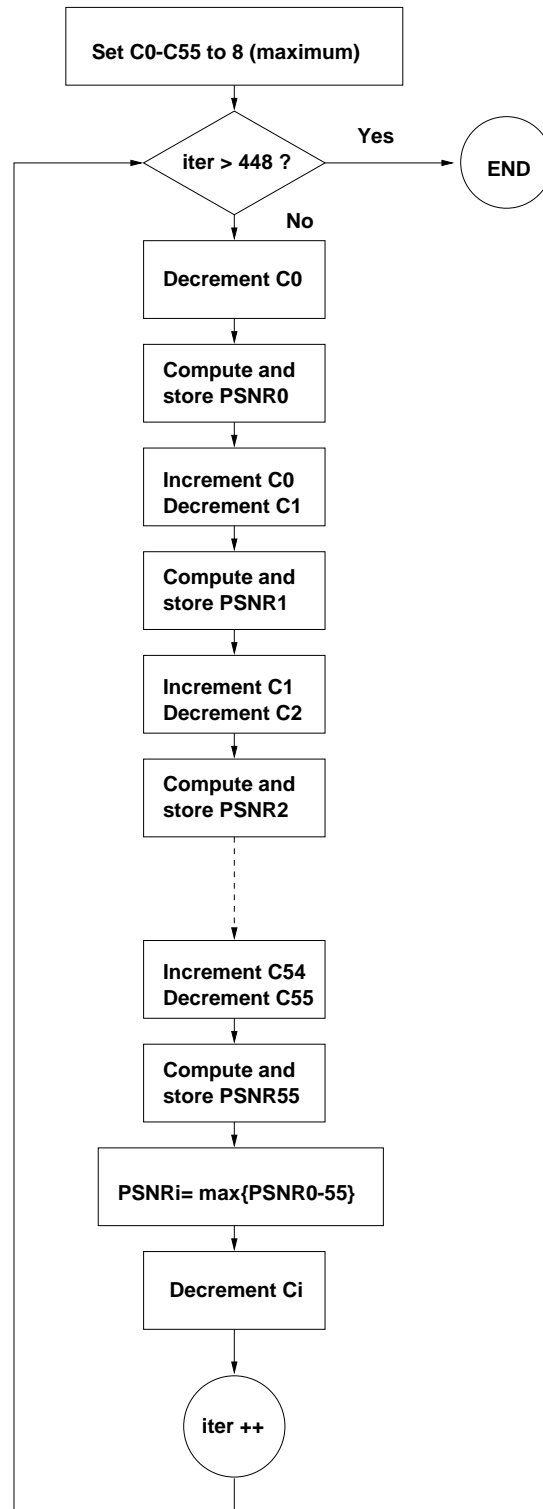 Set C0-C55 to 8 (maximum)
iter > 448 ?
Yes
END
No
Decrement C0
Compute and
store PSNR0
Increment C0
Decrement C1
Compute and
store PSNR1
Increment C1
Decrement C2
Compute and
store PSNR2
Increment C54
Decrement C55
Compute and
store PSNR55
PSNRi= max{PSNR0-55}
Decrement Ci
iter ++